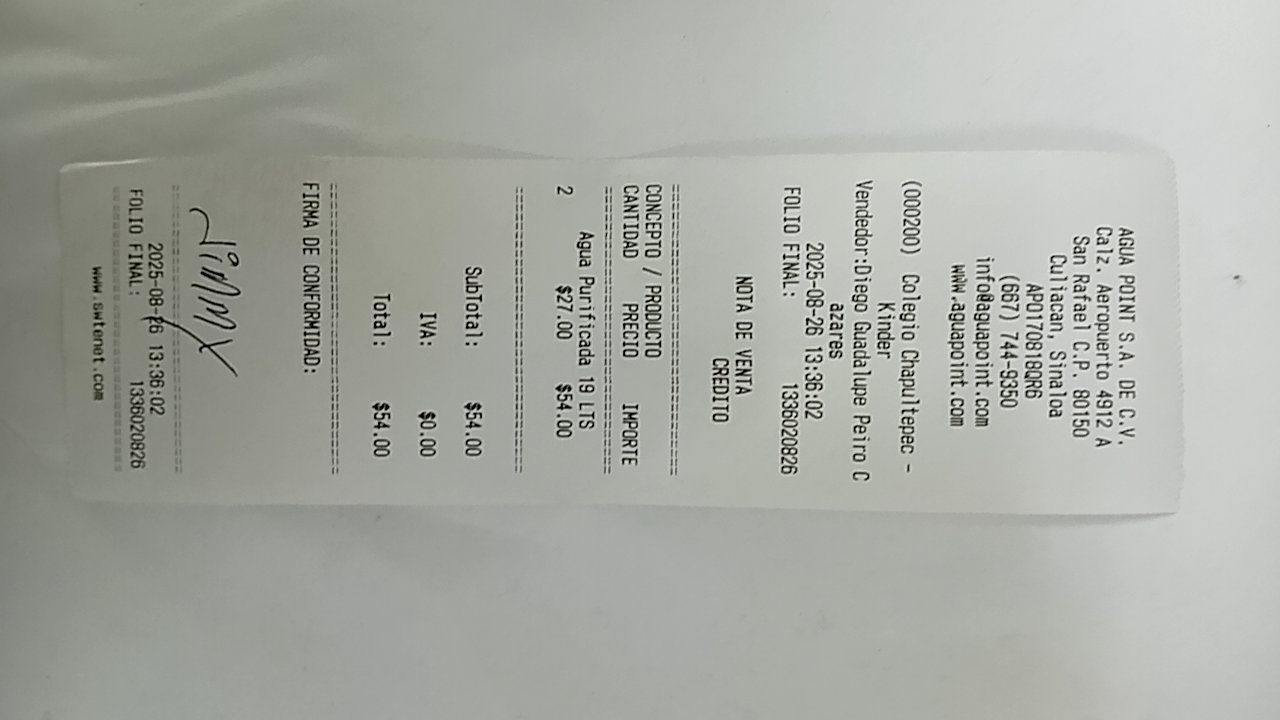 AGUA POINT S.A. DE C.V.
Calz. Aeropuerto 4912 A
San Rafael C.P. 80150
Culiacan, Sinaloa
APO170818QR6
(667) 744-9350
info@aguapoint.com
www.aguapoint.com
(000200) Colegio Chapultepec -
Kinder
Vendedor:Diego Guadalupe Peiro C
azares
2025-08-26 13:36:02
FOLIO FINAL: 1336020826
NOTA DE VENTA
CREDITO
================================
CONCEPTO / PRODUCTO
CANTIDAD PRECIO IMPORTE
================================
Agua Purificada 19 LTS
2 $27.00 $54.00
================================
SubTotal: $54.00
IVA: $0.00
Total: $54.00
================================
FIRMA DE CONFORMIDAD:
Jimmy
================================
2025-08-26 13:36:02
FOLIO FINAL: 1336020826
================================
www.swtenet.com